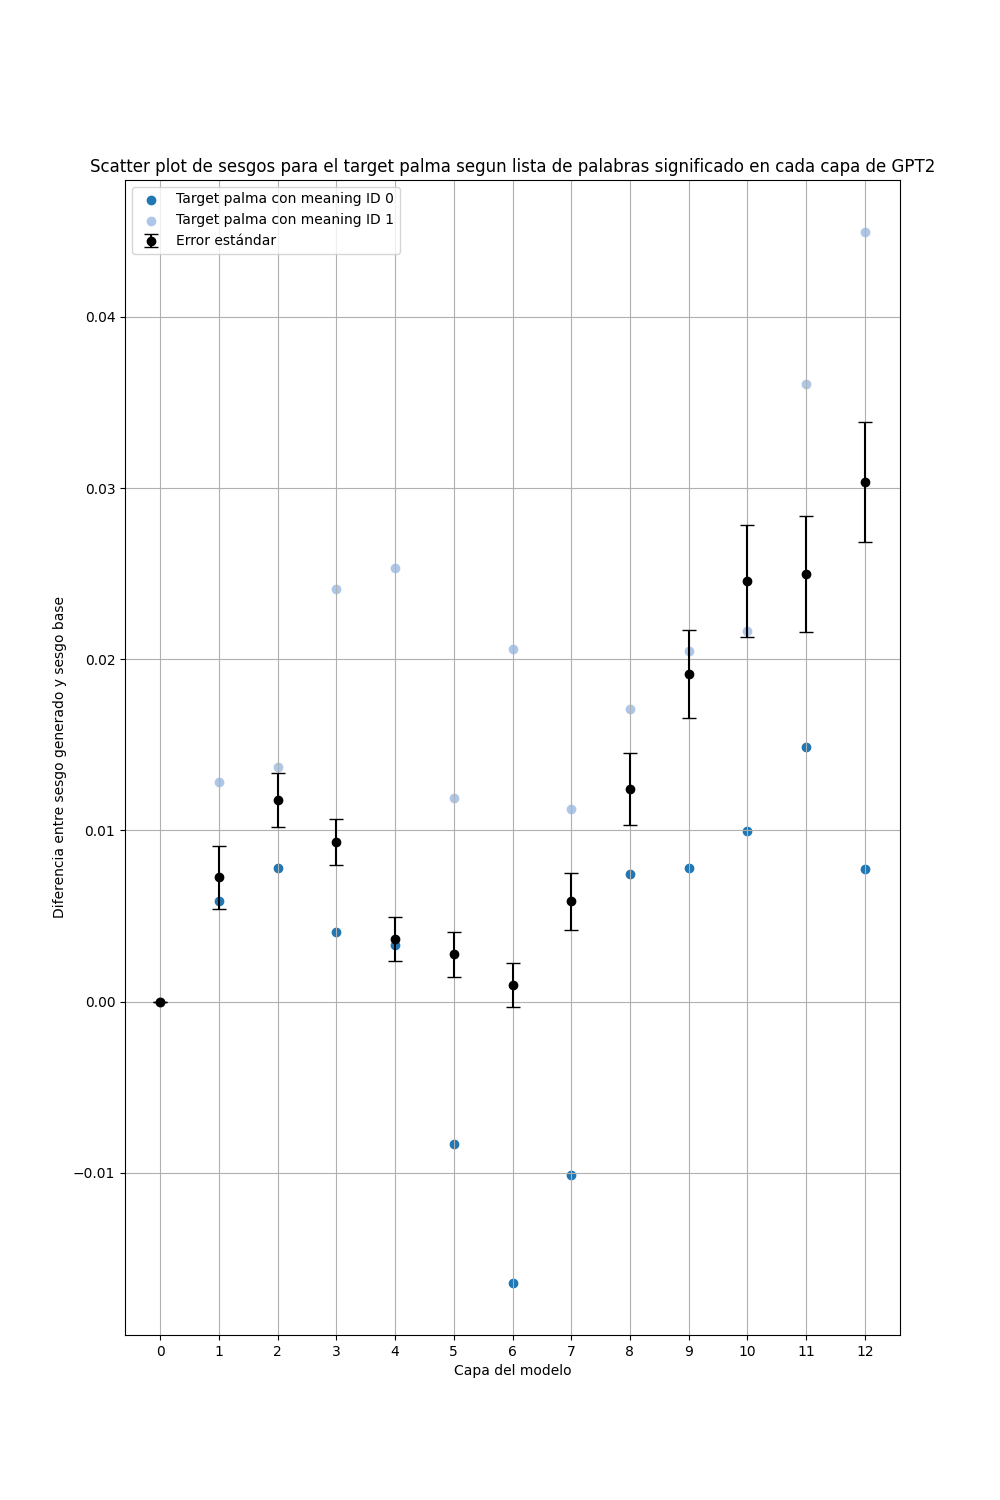 Scatter plot de sesgos para el target palma segun lista de palabras significado en cada capa de GPT2
Target palma con meaning ID 0
Target palma con meaning ID 1
Error estándar
Diferencia entre sesgo generado y sesgo base
0.04
0.03
0.02
0.01
0.00
−0.01
0 1 2 3 4 5 6 7 8 9 10 11 12
Capa del modelo